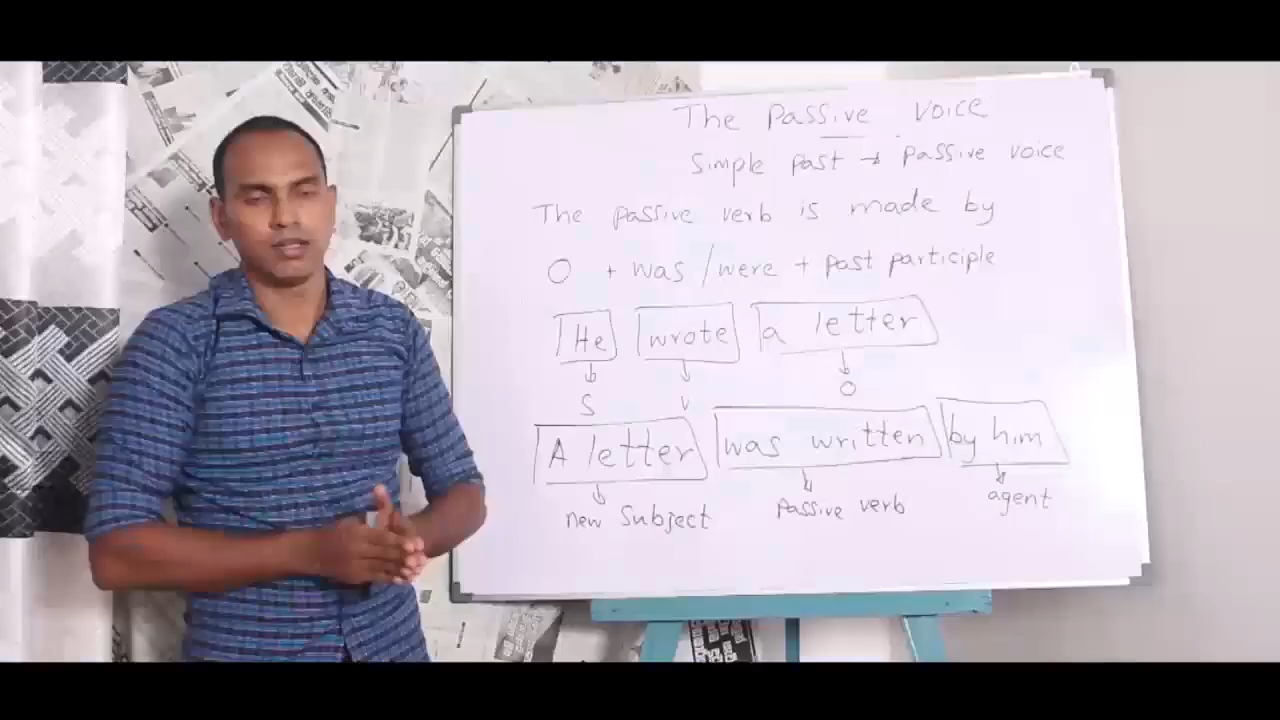 The Passive Voice
Simple past → passive voice
The passive verb is made by
O + was / were + past participle
He wrote a letter
S V O
A letter was written by him
new Subject Passive verb agent